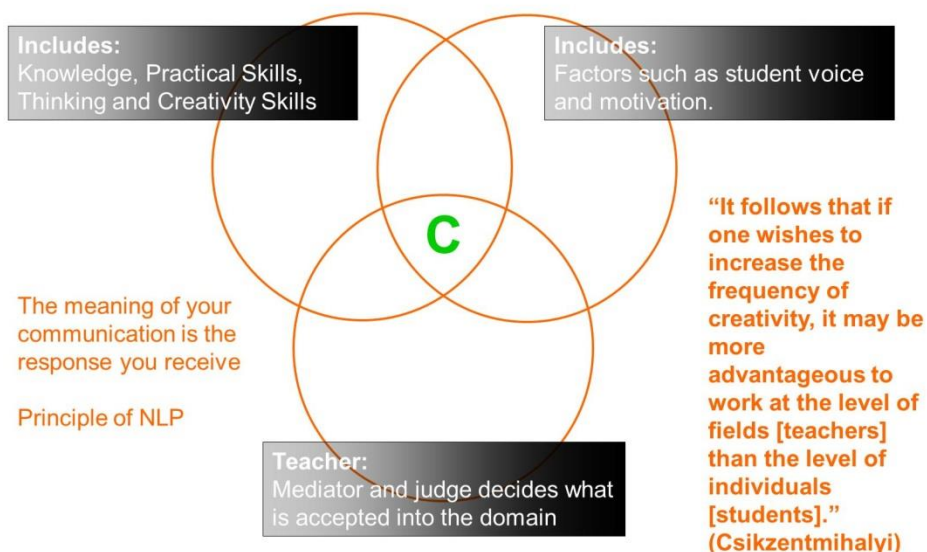 Includes:
Knowledge, Practical Skills,
Thinking and Creativity Skills
Includes:
Factors such as student voice
and motivation.
C
The meaning of your
communication is the
response you receive
Principle of NLP
“It follows that if
one wishes to
increase the
frequency of
creativity, it may be
more
advantageous to
work at the level of
fields [teachers]
than the level of
individuals
[students].”
(Csikzentmihalyi)
Teacher:
Mediator and judge decides what
is accepted into the domain